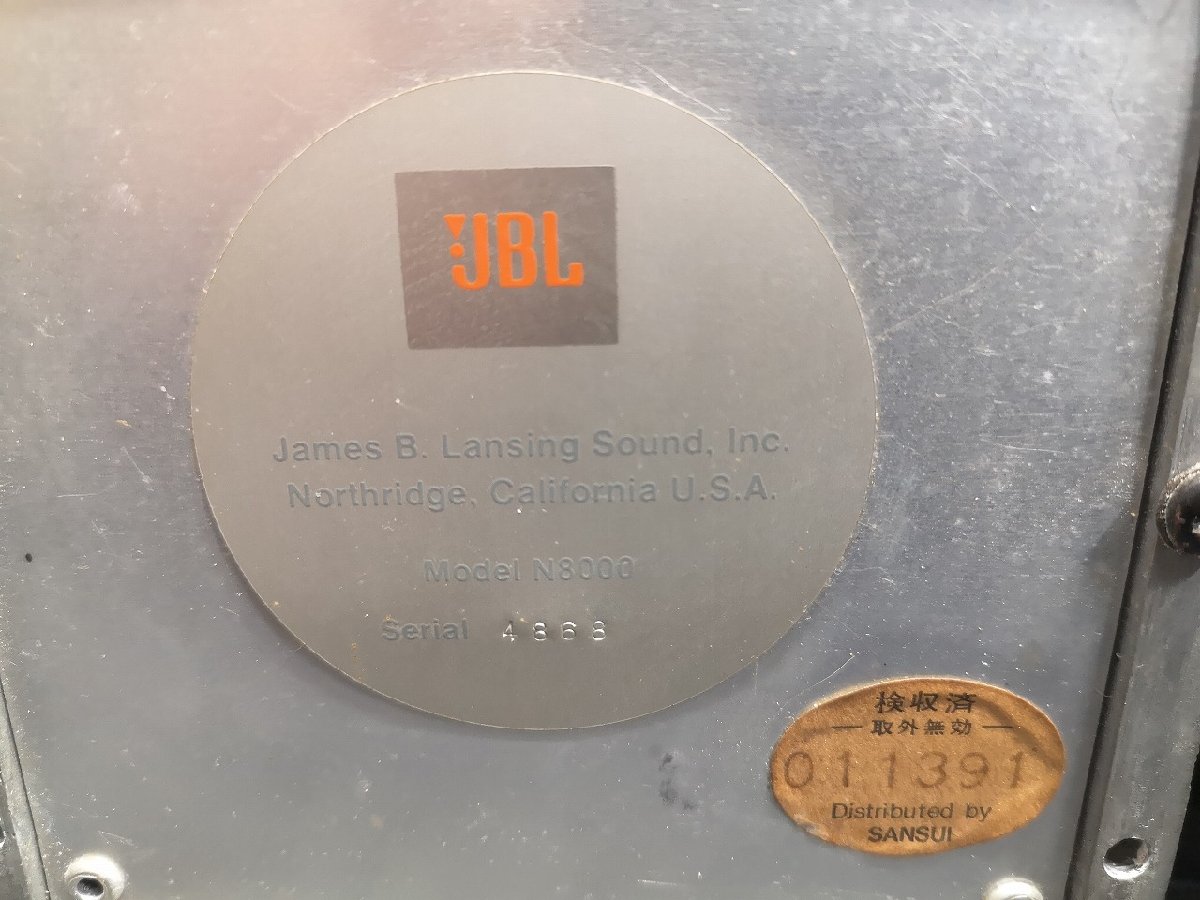 JBL
James B. Lansing Sound, Inc.
Northridge, California U.S.A.
Model N8000
Serial 4868
検収済
取外無効
011391
Distributed by
SANSUI